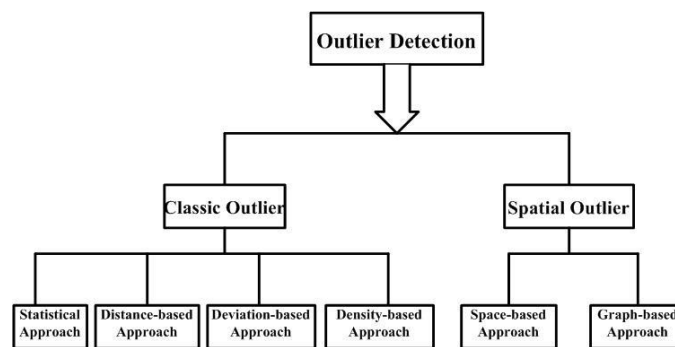 Outlier Detection
Classic Outlier
Spatial Outlier
Statistical
Approach
Distance-based
Approach
Deviation-based
Approach
Density-based
Approach
Space-based
Approach
Graph-based
Approach